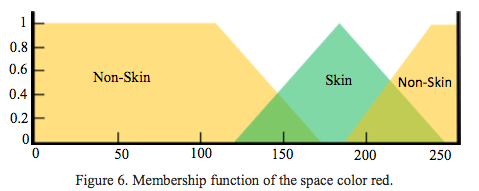 1
0.8
Non-Skin
Skin
Non-Skin
0.6
0.4
0.2
0
0 50 100 150 200 250
Figure 6. Membership function of the space color red.